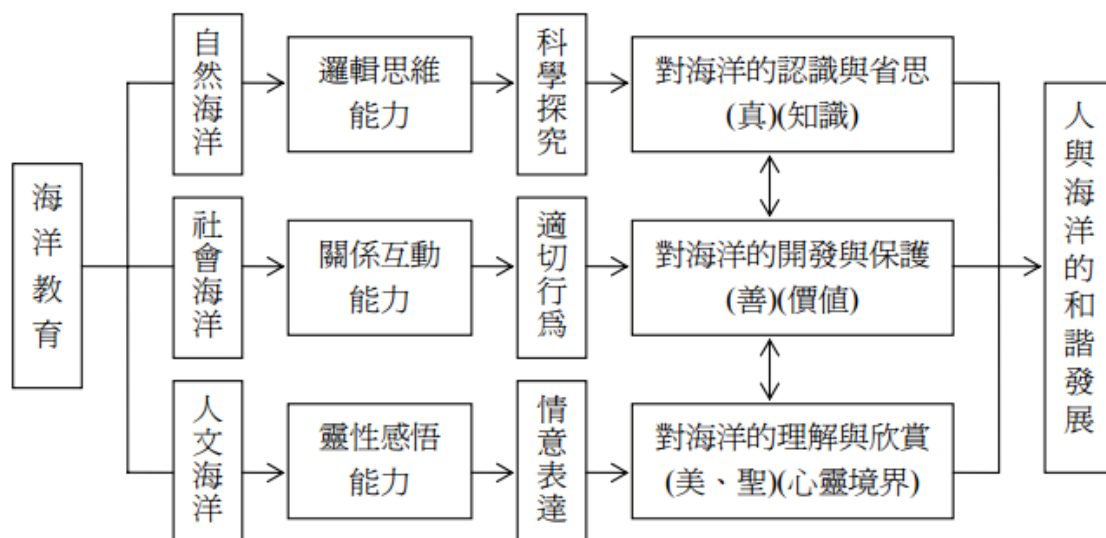 海洋教育
自然海洋
邏輯思維
能力
科學探究
對海洋的認識與省思
(真)(知識)
社會海洋
關係互動
能力
適切行為
對海洋的開發與保護
(善)(價值)
人文海洋
靈性感悟
能力
情意表達
對海洋的理解與欣賞
(美、聖)(心靈境界)
人與海洋的和諧發展